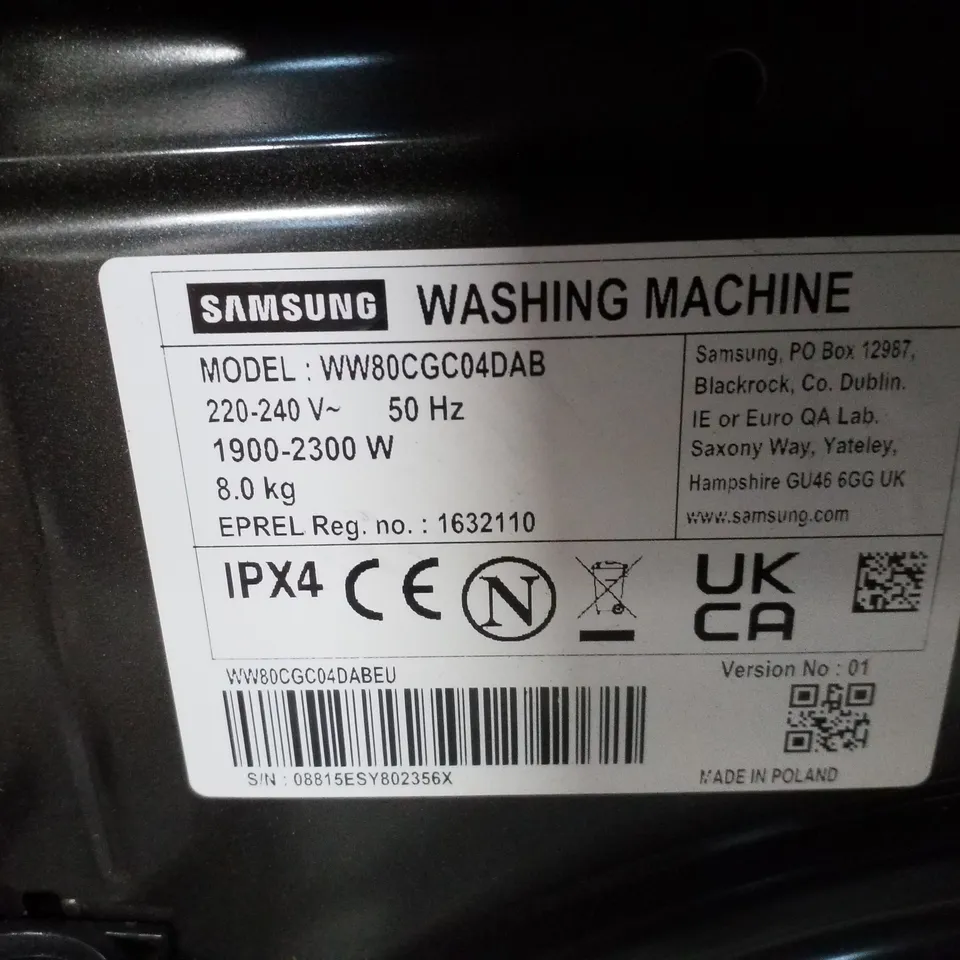 SAMSUNG WASHING MACHINE
MODEL : WW80CGC04DAB
220-240 V~ 50 Hz
1900-2300 W
8.0 kg
EPREL Reg. no. : 1632110
Samsung, PO Box 12987,
Blackrock, Co. Dublin.
IE or Euro QA Lab.
Saxony Way, Yateley,
Hampshire GU46 6GG UK
www.samsung.com
IPX4 CE N UK
CA
WW80CGC04DABEU
Version No : 01
S/N : 08815ESY802356X
MADE IN POLAND